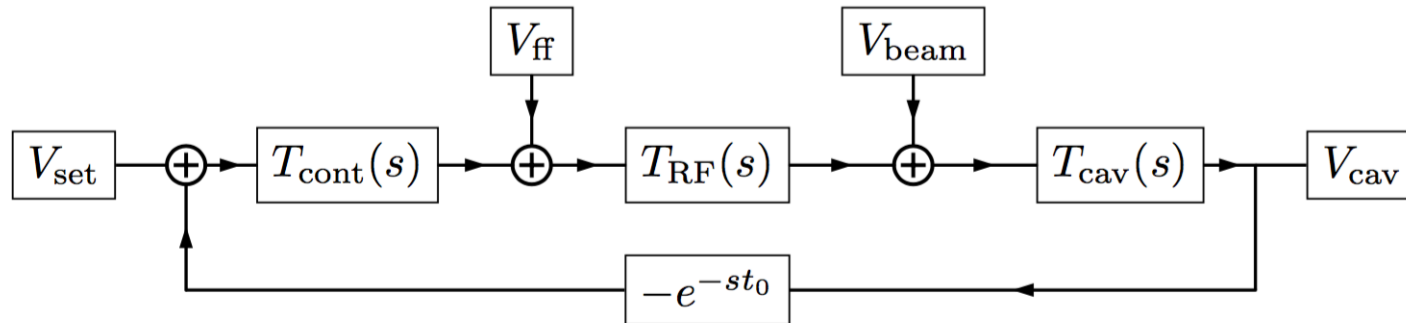 V_ff
V_beam
V_set
+
T_cont(s)
+
T_RF(s)
+
T_cav(s)
V_cav
-e^{-st_0}